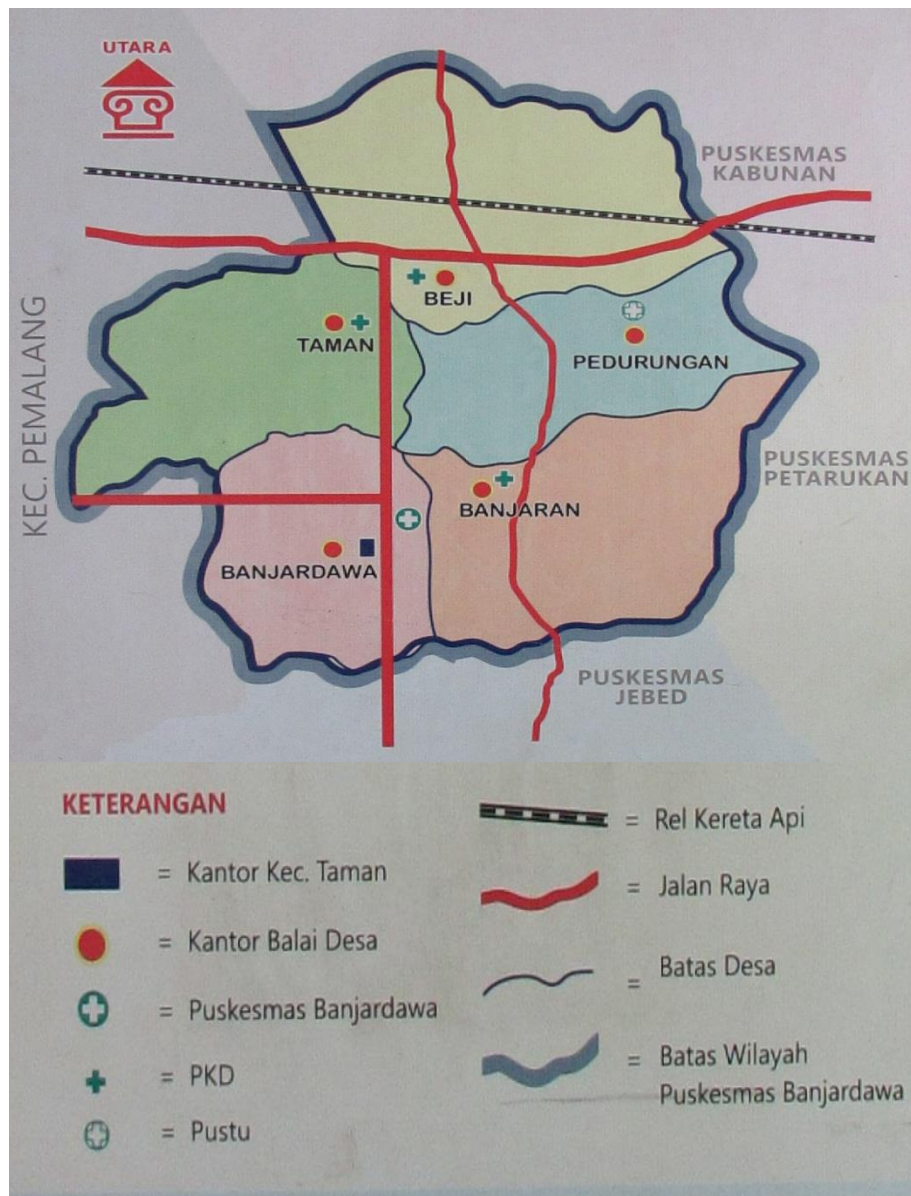 UTARA
PUSKESMAS
KABUNAN
KEC. PEMALANG
BEJI
TAMAN
PEDURUNGAN
PUSKESMAS
PETARUKAN
BANJARAN
BANJARDAWA
PUSKESMAS
JEBED
KETERANGAN
= Kantor Kec. Taman
= Kantor Balai Desa
= Puskesmas Banjardawa
= PKD
= Pustu
= Rel Kereta Api
= Jalan Raya
= Batas Desa
= Batas Wilayah
Puskesmas Banjardawa